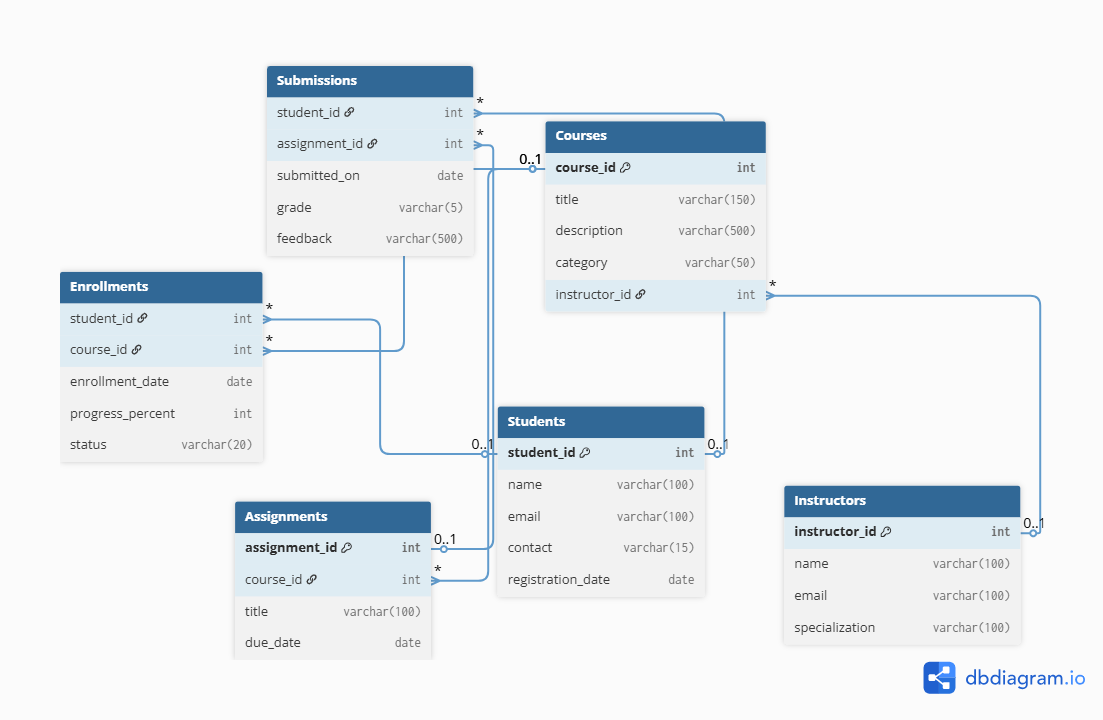 Submissions
student_id int *
assignment_id int *
submitted_on date
grade varchar(5)
feedback varchar(500)
Courses
0..1 course_id int
title varchar(150)
description varchar(500)
category varchar(50)
instructor_id int *
Enrollments
student_id int *
course_id int *
enrollment_date date
progress_percent int
status varchar(20)
Students
0..1 student_id int 0..1
name varchar(100)
email varchar(100)
contact varchar(15)
registration_date date
Assignments
assignment_id int 0..1
course_id int *
title varchar(100)
due_date date
Instructors
instructor_id int 0..1
name varchar(100)
email varchar(100)
specialization varchar(100)
dbdiagram.io